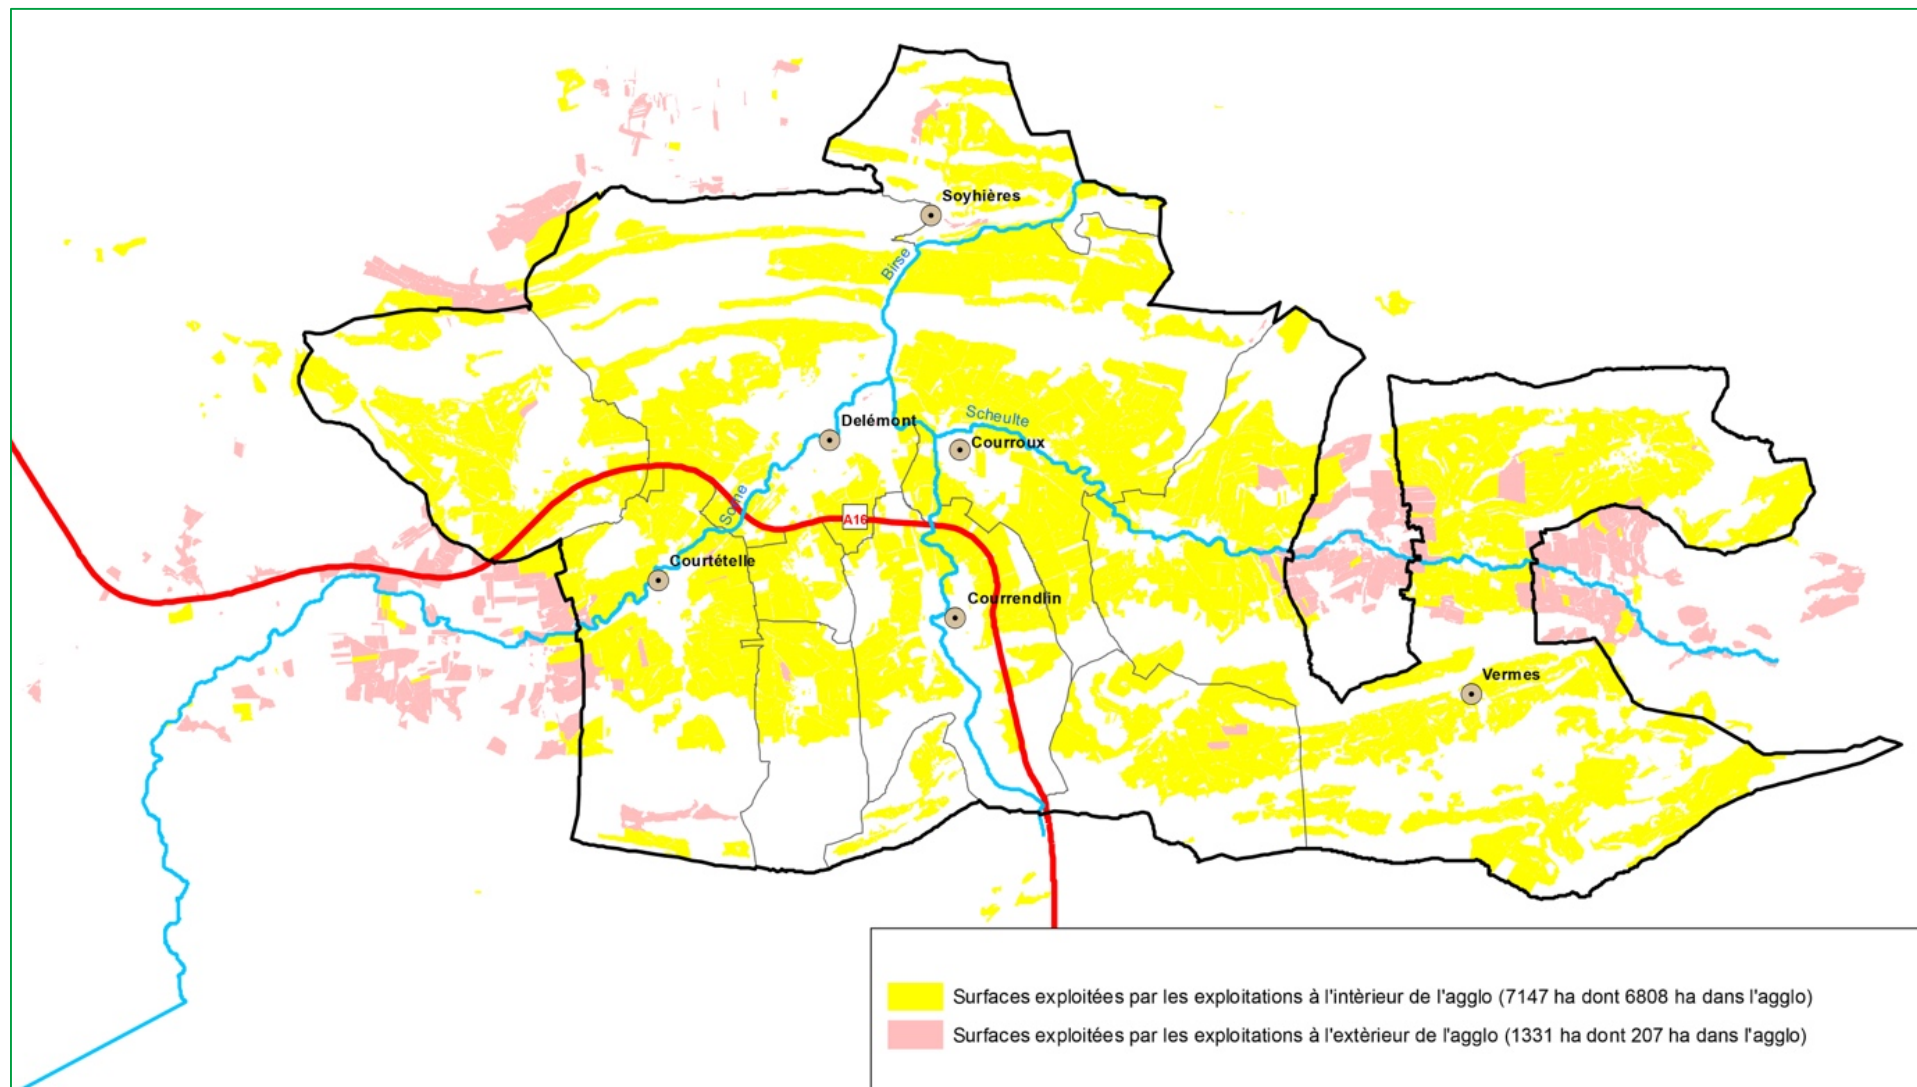 Soyhières
Birse
Delémont
Scheulte
Courroux
Sorne
A16
Courtételle
Courrendlin
Vermes
Surfaces exploitées par les exploitations à l'intèrieur de l'agglo (7147 ha dont 6808 ha dans l'agglo)
Surfaces exploitées par les exploitations à l'extèrieur de l'agglo (1331 ha dont 207 ha dans l'agglo)